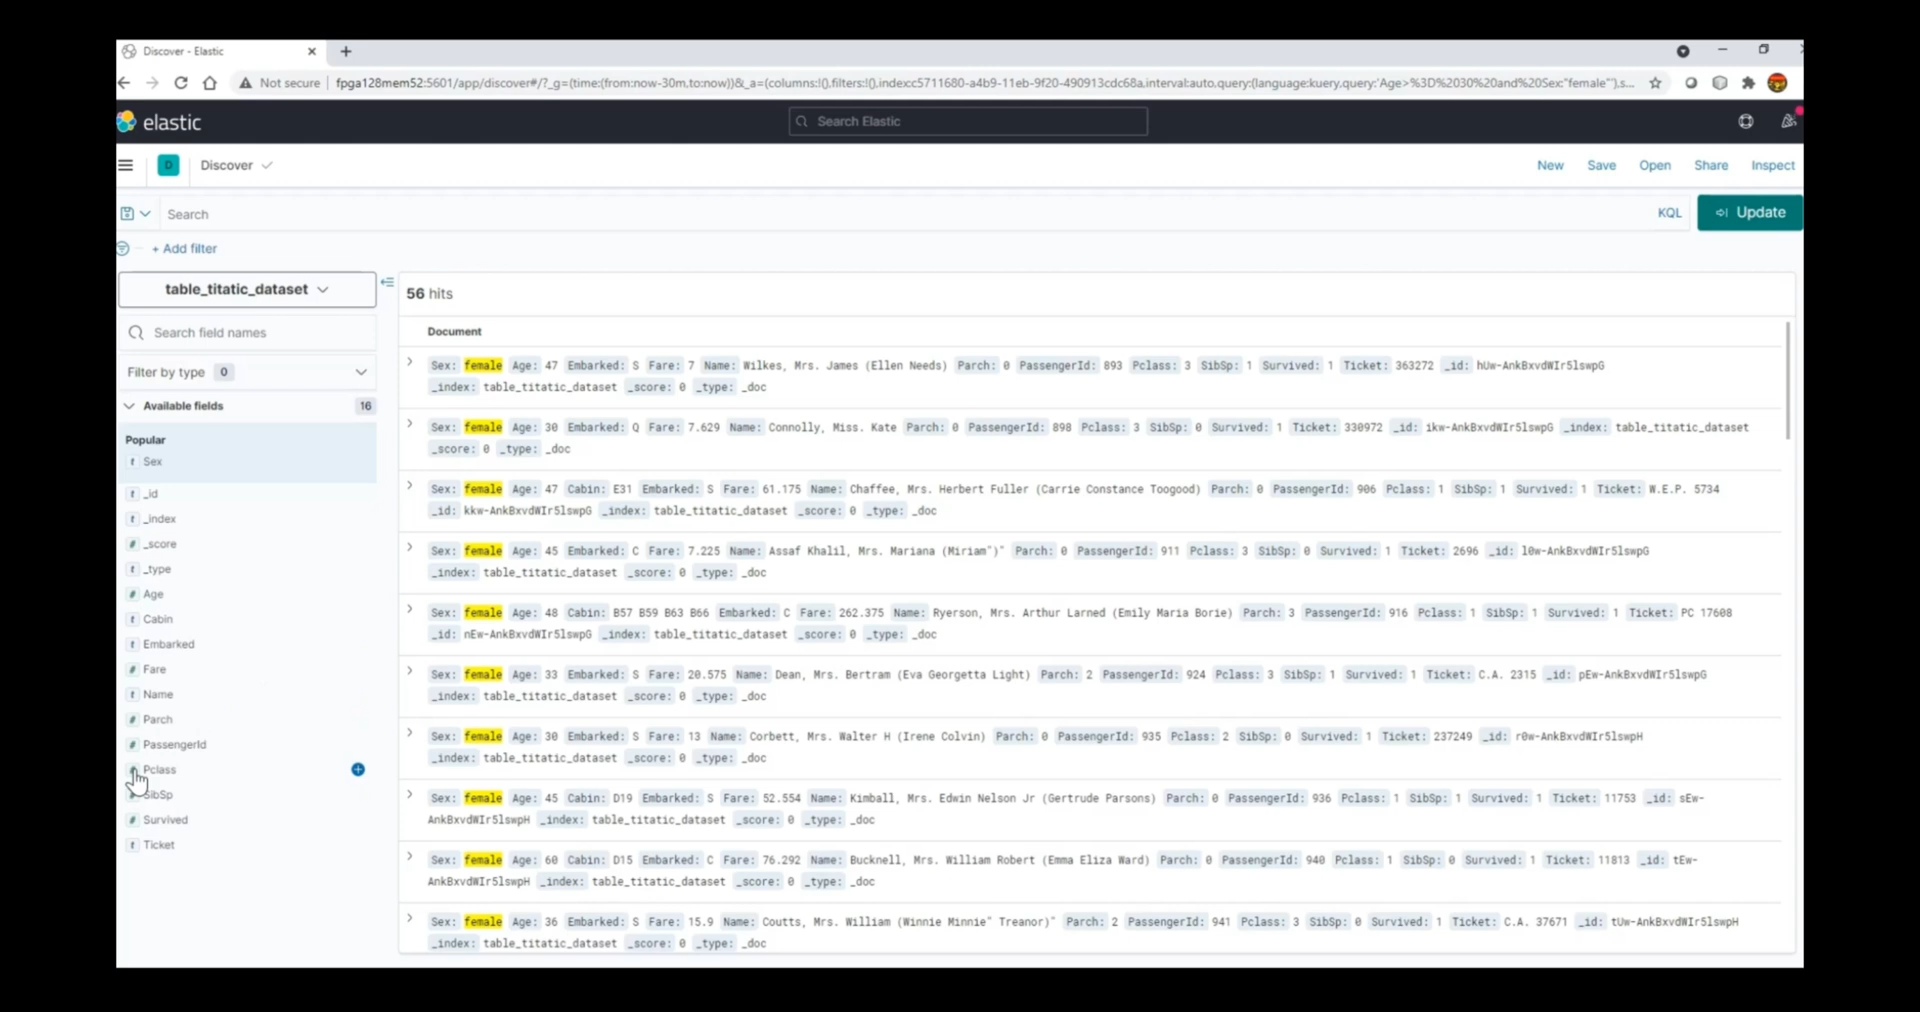 Discover - Elastic
Not secure | fpga128mem52:5601/app/discover#/?_g=(time:(from:now-30m,to:now))&_a=(columns:!(),filters:!(),index:c5711680-a4b9-11eb-9f20-490913cdc68a,interval:auto,query:(language:kuery,query:'Age>%3D%2030%20and%20Sex:"female"'),s...
elastic
Search Elastic
D Discover New Save Open Share Inspect
Search KQL Update
+ Add filter
table_titatic_dataset
56 hits
Search field names
Filter by type 0
Available fields 16
Popular
t Sex
t _id
t _index
# _score
t _type
# Age
t Cabin
t Embarked
# Fare
t Name
# Parch
# PassengerId
Pclass
# SibSp
# Survived
t Ticket
Document
Sex: female Age: 47 Embarked: S Fare: 7 Name: Wilkes, Mrs. James (Ellen Needs) Parch: 0 PassengerId: 893 Pclass: 3 SibSp: 1 Survived: 1 Ticket: 363272 _id: hUw-AnkBxvdWIr5lswpG
_index: table_titatic_dataset _score: 0 _type: _doc
Sex: female Age: 30 Embarked: Q Fare: 7.629 Name: Connolly, Miss. Kate Parch: 0 PassengerId: 898 Pclass: 3 SibSp: 0 Survived: 1 Ticket: 330972 _id: ikw-AnkBxvdWIr5lswpG _index: table_titatic_dataset
_score: 0 _type: _doc
Sex: female Age: 47 Cabin: E31 Embarked: S Fare: 61.175 Name: Chaffee, Mrs. Herbert Fuller (Carrie Constance Toogood) Parch: 0 PassengerId: 906 Pclass: 1 SibSp: 1 Survived: 1 Ticket: W.E.P. 5734
_id: kkw-AnkBxvdWIr5lswpG _index: table_titatic_dataset _score: 0 _type: _doc
Sex: female Age: 45 Embarked: C Fare: 7.225 Name: Assaf Khalil, Mrs. Mariana (Miriam")" Parch: 0 PassengerId: 911 Pclass: 3 SibSp: 0 Survived: 1 Ticket: 2696 _id: l0w-AnkBxvdWIr5lswpG
_index: table_titatic_dataset _score: 0 _type: _doc
Sex: female Age: 48 Cabin: B57 B59 B63 B66 Embarked: C Fare: 262.375 Name: Ryerson, Mrs. Arthur Larned (Emily Maria Borie) Parch: 3 PassengerId: 916 Pclass: 1 SibSp: 1 Survived: 1 Ticket: PC 17608
_id: nEw-AnkBxvdWIr5lswpG _index: table_titatic_dataset _score: 0 _type: _doc
Sex: female Age: 33 Embarked: S Fare: 20.575 Name: Dean, Mrs. Bertram (Eva Georgetta Light) Parch: 2 PassengerId: 924 Pclass: 3 SibSp: 1 Survived: 1 Ticket: C.A. 2315 _id: pEw-AnkBxvdWIr5lswpG
_index: table_titatic_dataset _score: 0 _type: _doc
Sex: female Age: 30 Embarked: S Fare: 13 Name: Corbett, Mrs. Walter H (Irene Colvin) Parch: 0 PassengerId: 935 Pclass: 2 SibSp: 0 Survived: 1 Ticket: 237249 _id: r0w-AnkBxvdWIr5lswpH
_index: table_titatic_dataset _score: 0 _type: _doc
Sex: female Age: 45 Cabin: D19 Embarked: S Fare: 52.554 Name: Kimball, Mrs. Edwin Nelson Jr (Gertrude Parsons) Parch: 0 PassengerId: 936 Pclass: 1 SibSp: 1 Survived: 1 Ticket: 11753 _id: sEw-
AnkBxvdWIr5lswpH _index: table_titatic_dataset _score: 0 _type: _doc
Sex: female Age: 60 Cabin: D15 Embarked: C Fare: 76.292 Name: Bucknell, Mrs. William Robert (Emma Eliza Ward) Parch: 0 PassengerId: 940 Pclass: 1 SibSp: 0 Survived: 1 Ticket: 11813 _id: tEw-
AnkBxvdWIr5lswpH _index: table_titatic_dataset _score: 0 _type: _doc
Sex: female Age: 36 Embarked: S Fare: 15.9 Name: Coutts, Mrs. William (Winnie Minnie" Treanor)" Parch: 2 PassengerId: 941 Pclass: 3 SibSp: 0 Survived: 1 Ticket: C.A. 37671 _id: tUw-AnkBxvdWIr5lswpH
_index: table_titatic_dataset _score: 0 _type: _doc